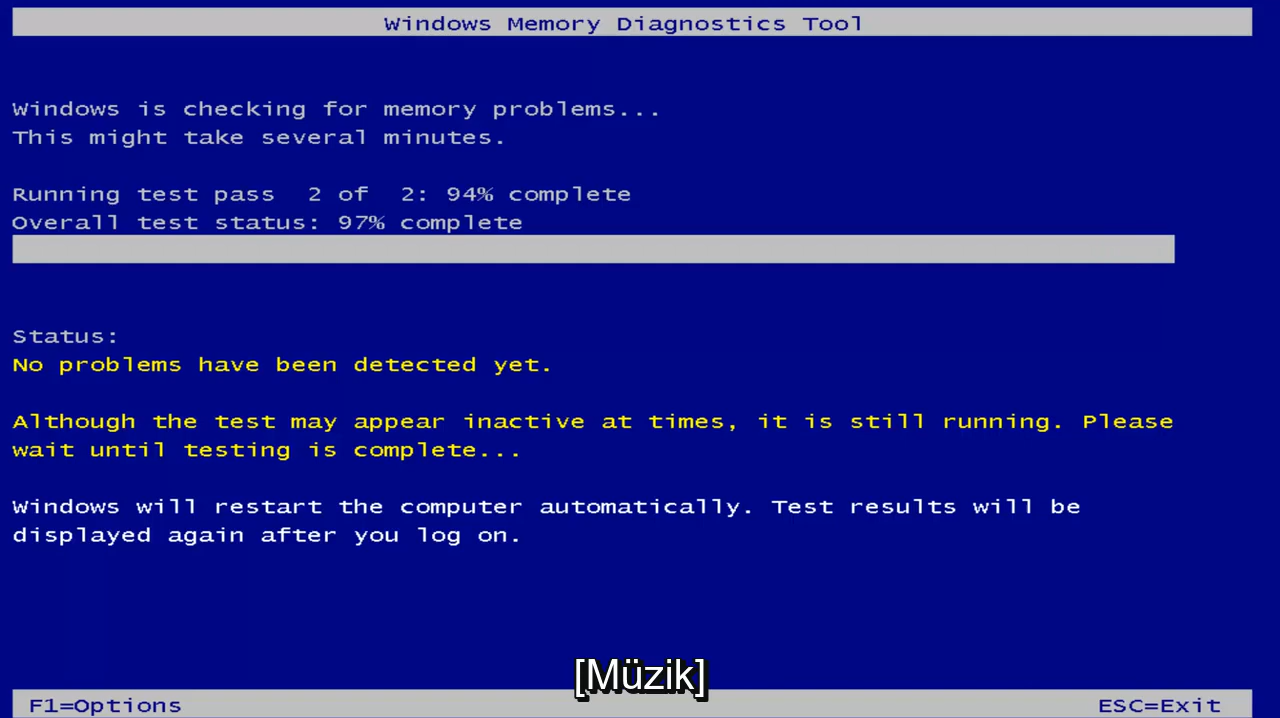 Windows Memory Diagnostics Tool
Windows is checking for memory problems...
This might take several minutes.
Running test pass  2 of  2: 94% complete
Overall test status: 97% complete
Status:
No problems have been detected yet.
Although the test may appear inactive at times, it is still running. Please
wait until testing is complete...
Windows will restart the computer automatically. Test results will be
displayed again after you log on.
[Müzik]
F1=Options ESC=Exit